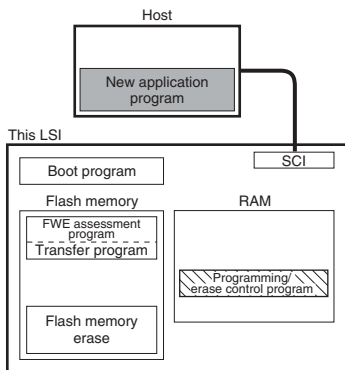 Host
New application
program
This LSI
SCI
Boot program
Flash memory
RAM
FWE assessment
program
Transfer program
Programming/
erase control program
Flash memory
erase